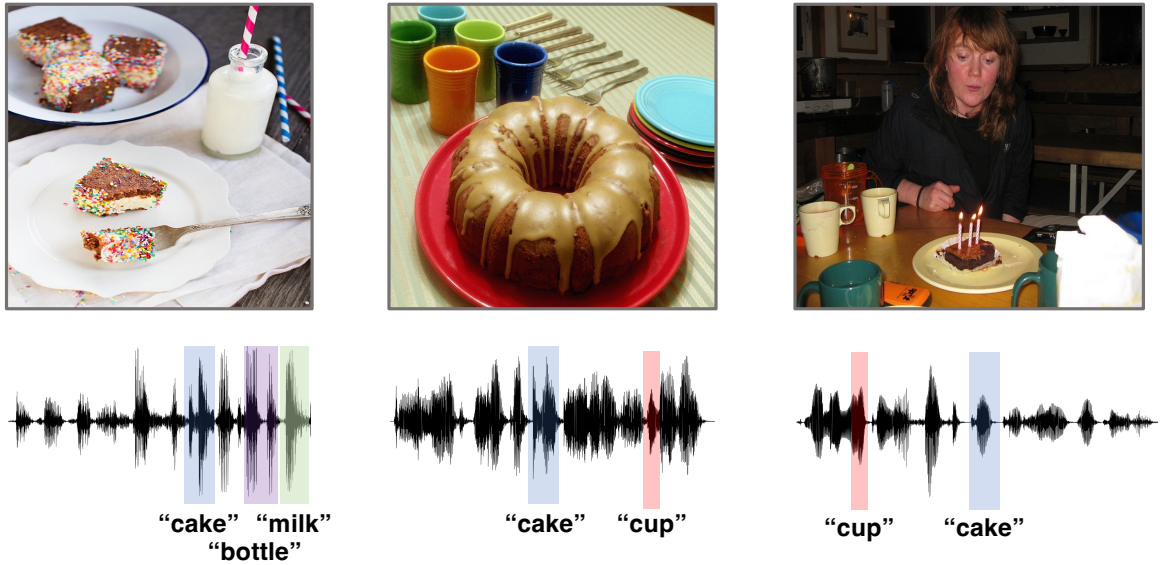 “cake” “milk”
“bottle”
“cake” “cup”
“cup” “cake”